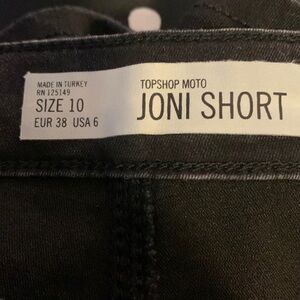 MADE IN TURKEY
RN 125149
SIZE 10
EUR 38 USA 6
TOPSHOP MOTO
JONI SHORT